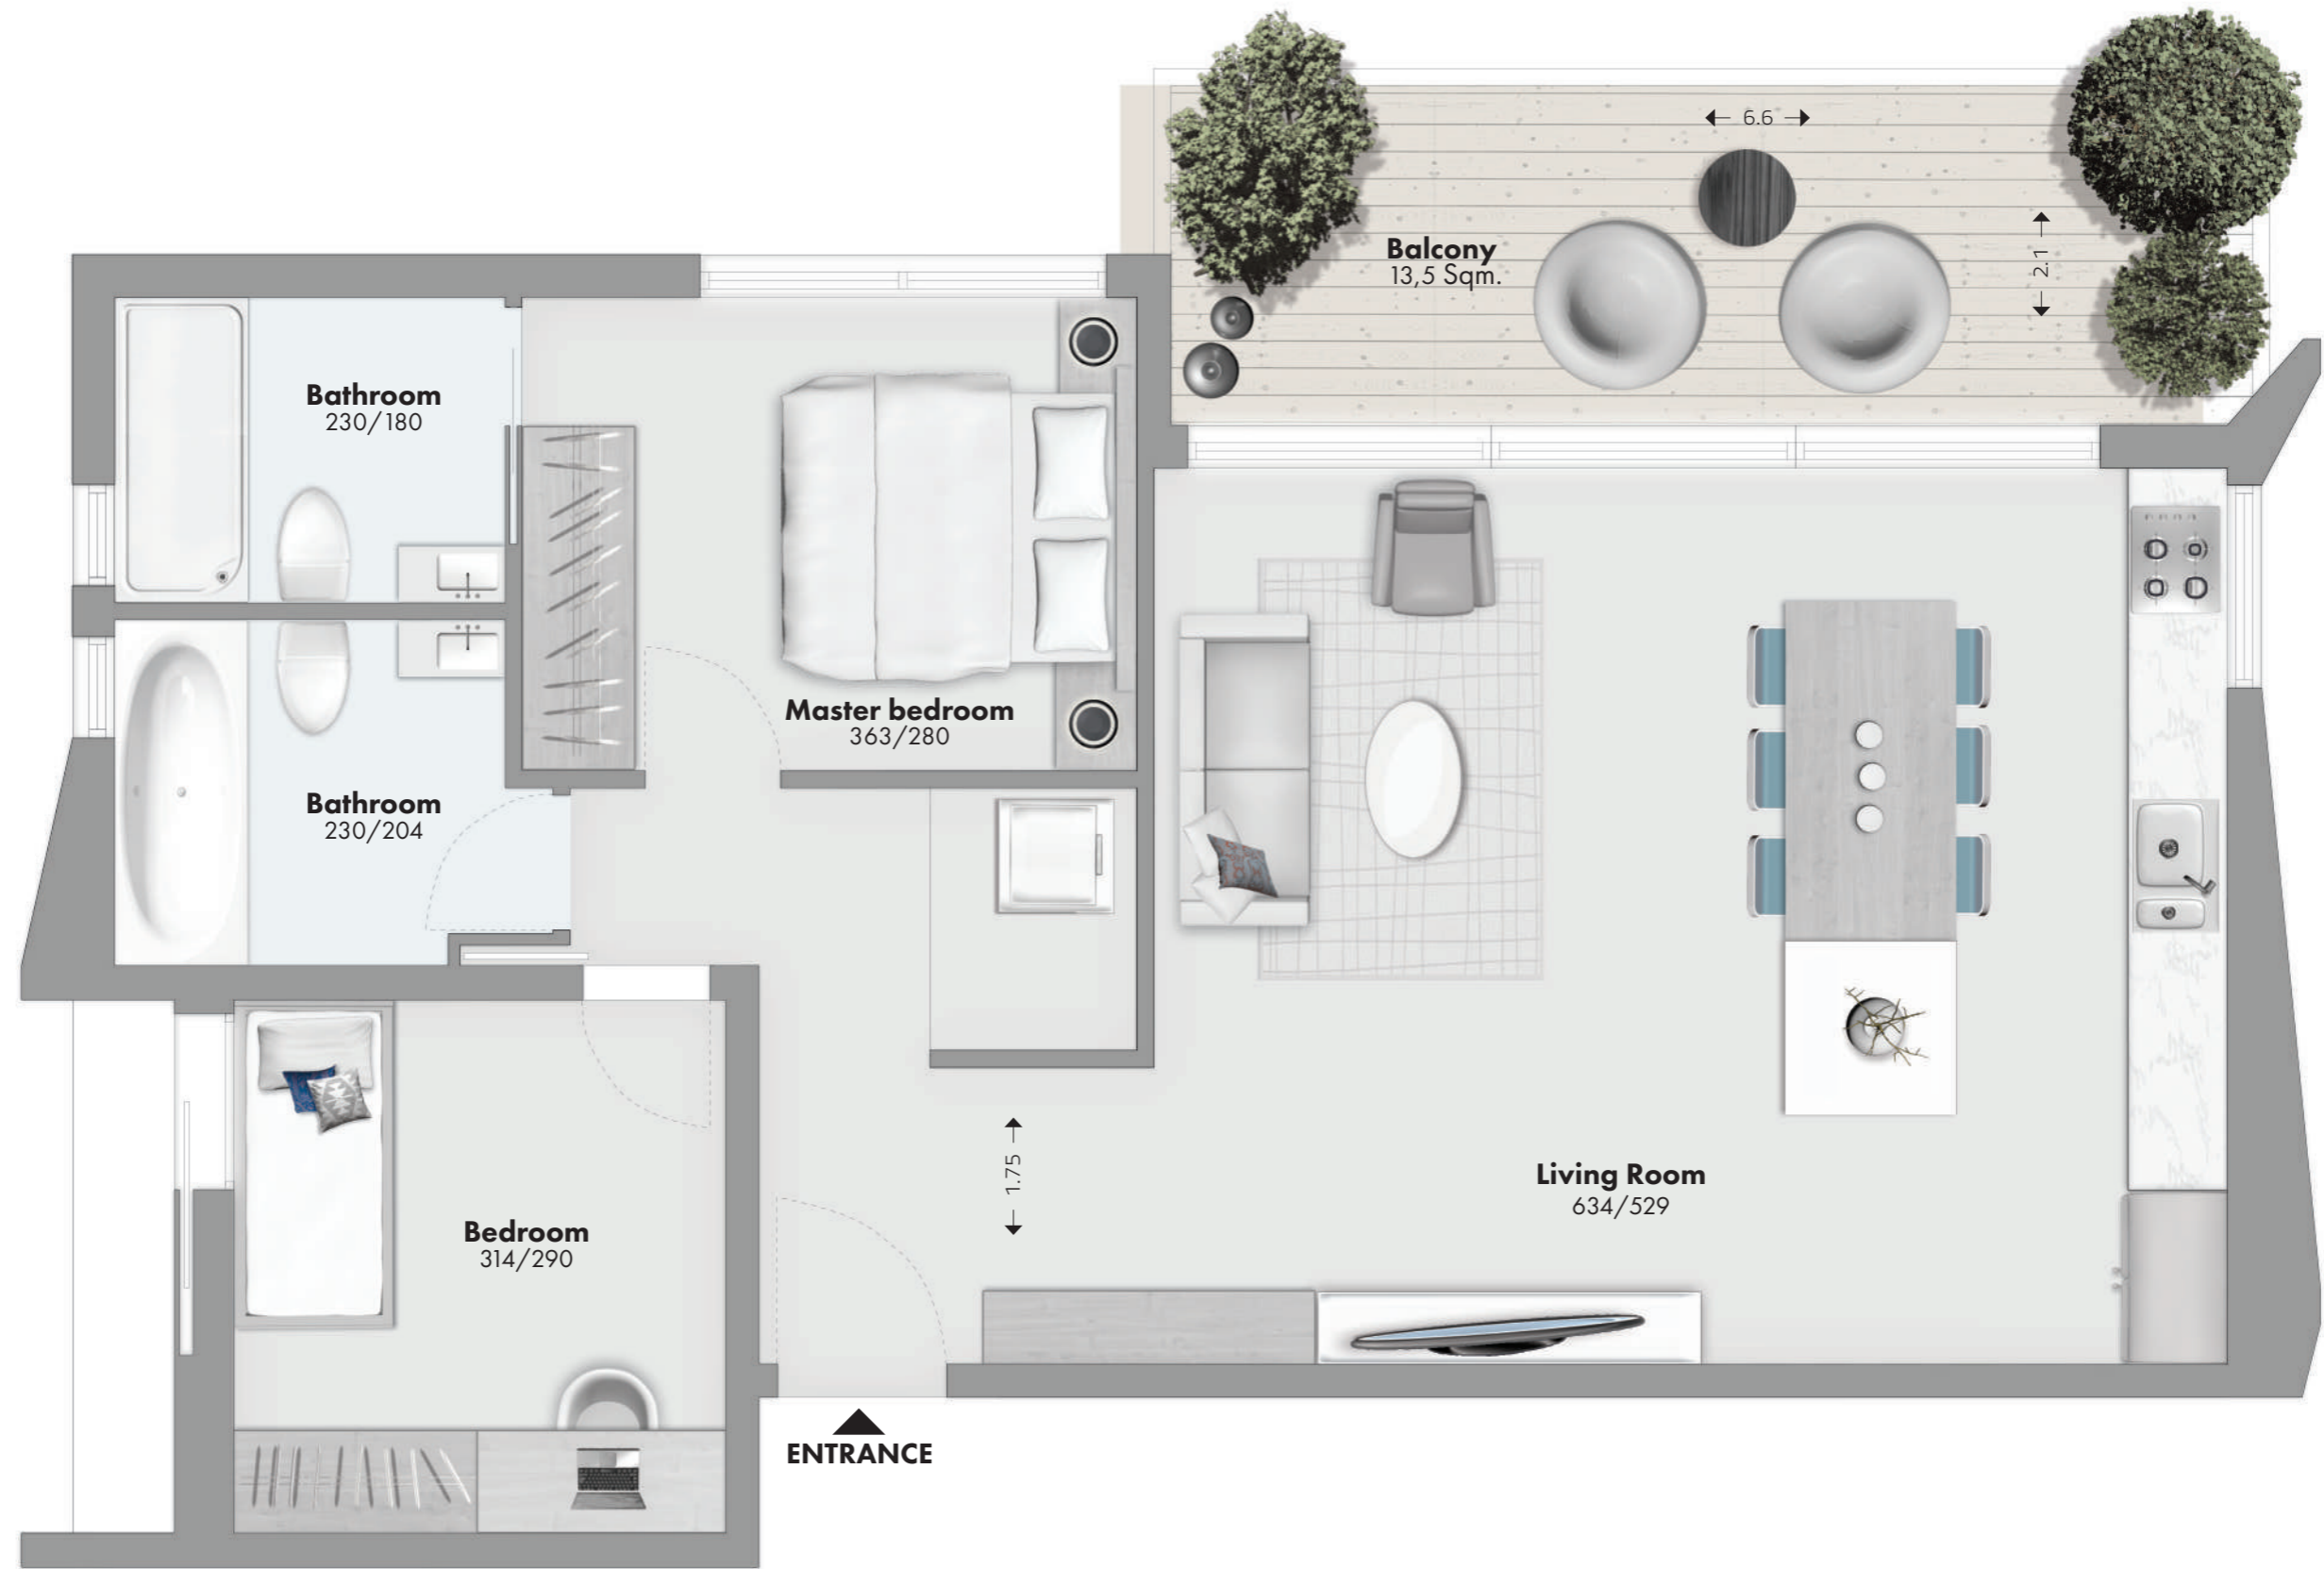 6.6
Balcony
13,5 Sqm.
2.1
Bathroom
230/180
Master bedroom
363/280
Bathroom
230/204
1.75
Living Room
634/529
Bedroom
314/290
ENTRANCE